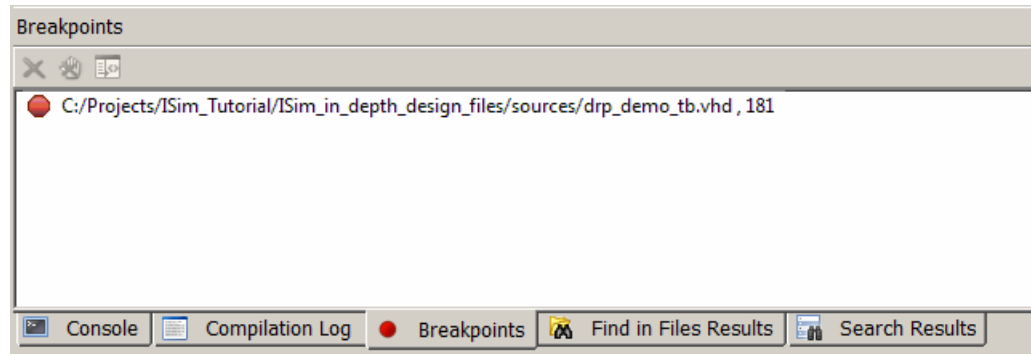 Breakpoints
C:/Projects/ISim_Tutorial/ISim_in_depth_design_files/sources/drp_demo_tb.vhd , 181
Console Compilation Log Breakpoints Find in Files Results Search Results